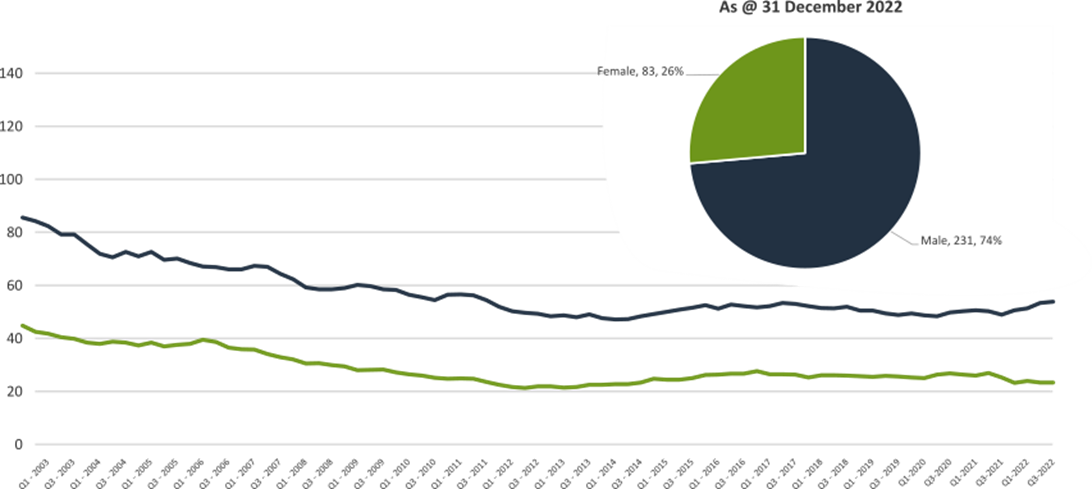 As @ 31 December 2022
Female, 83, 26%
Male, 231, 74%
140
120
100
80
60
40
20
0
Q1 - 2003
Q3 - 2003
Q1 - 2004
Q3 - 2004
Q1 - 2005
Q3 - 2005
Q1 - 2006
Q3 - 2006
Q1 - 2007
Q3 - 2007
Q1 - 2008
Q3 - 2008
Q1 - 2009
Q3 - 2009
Q1 - 2010
Q3 - 2010
Q1 - 2011
Q3 - 2011
Q1 - 2012
Q3 - 2012
Q1 - 2013
Q3 - 2013
Q1 - 2014
Q3 - 2014
Q1 - 2015
Q3 - 2015
Q1 - 2016
Q3 - 2016
Q1 - 2017
Q3 - 2017
Q1 - 2018
Q3 - 2018
Q1 - 2019
Q3 - 2019
Q1 - 2020
Q3 - 2020
Q1 - 2021
Q3 - 2021
Q1 - 2022
Q3-2022